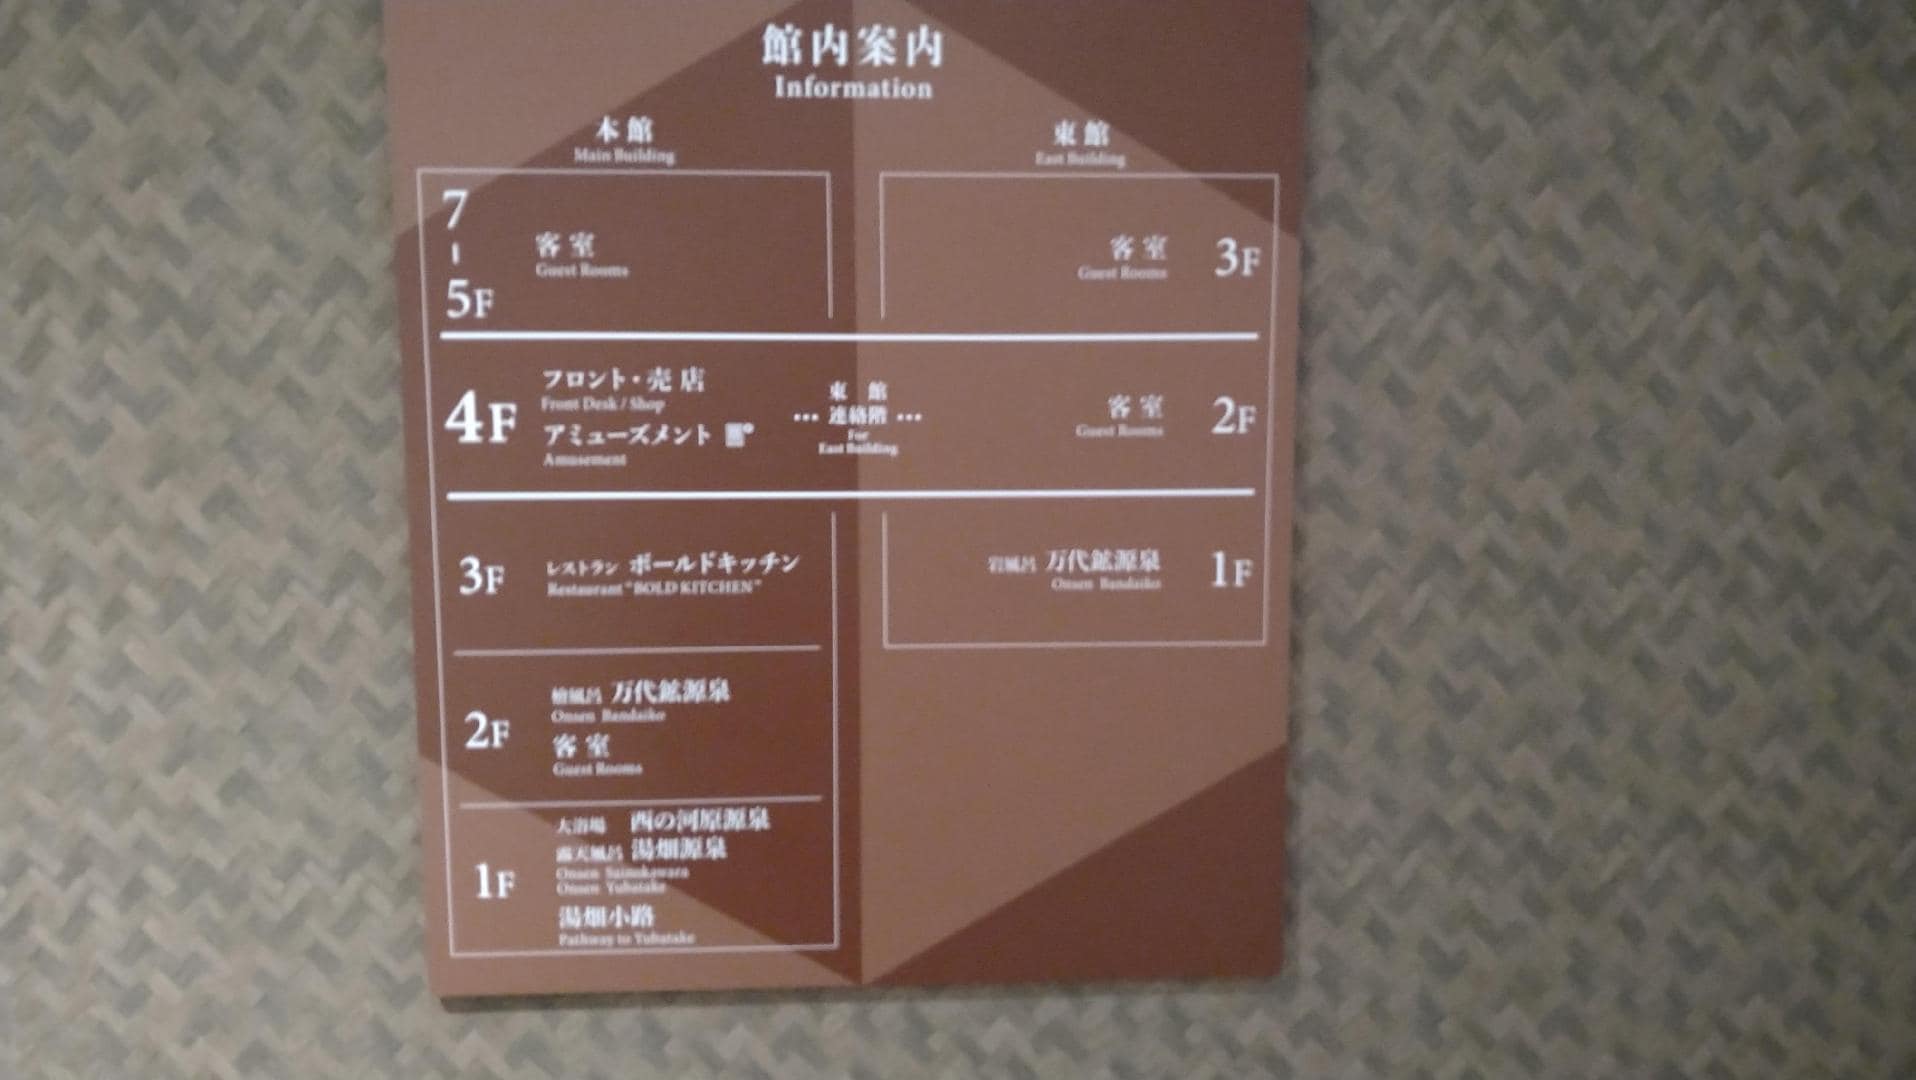 館内案内
Information
本館
Main Building
東館
East Building
7
-
5F
客室
Guest Rooms
客室
Guest Rooms
3F
4F
フロント・売店
Front Desk / Shop
アミューズメント
Amusement
東館
… 連絡階 …
For
East Building
客室
Guest Rooms
2F
3F
レストラン ボールドキッチン
Restaurant "BOLD KITCHEN"
岩風呂 万代鉱源泉
Onsen Bandaiko
1F
2F
檜風呂 万代鉱源泉
Onsen Bandaiko
客室
Guest Rooms
1F
大浴場 西の河原源泉
露天風呂 湯畑源泉
Onsen Sainokawara
Onsen Yubatake
湯畑小路
Pathway to Yubatake